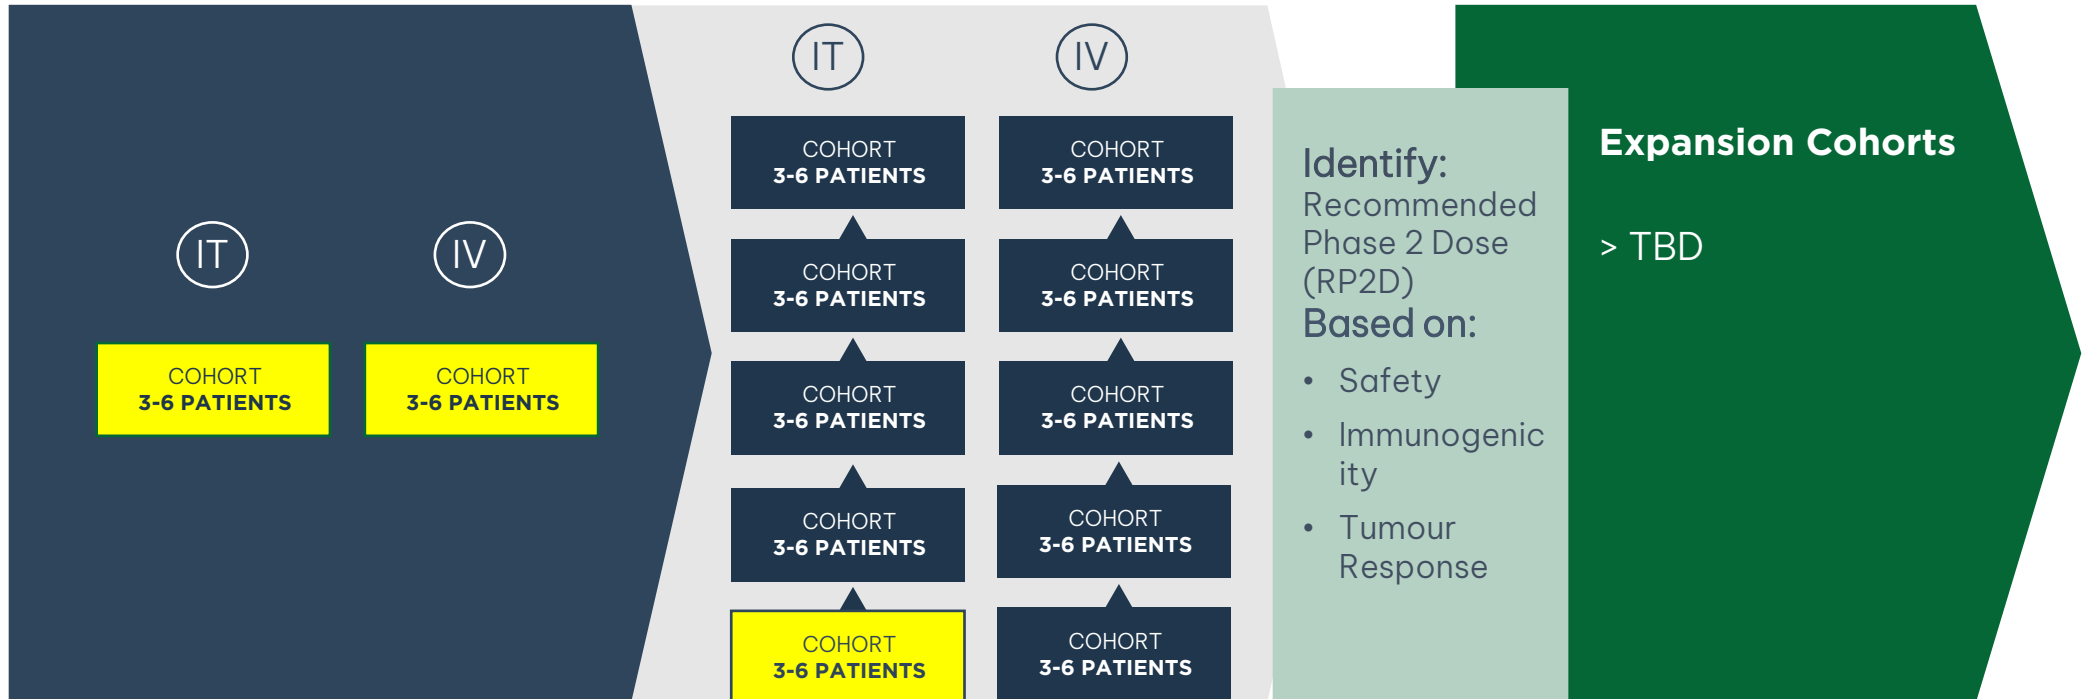 IT
IV
COHORT
3-6 PATIENTS
COHORT
3-6 PATIENTS
IT
IV
COHORT
3-6 PATIENTS
COHORT
3-6 PATIENTS
COHORT
3-6 PATIENTS
COHORT
3-6 PATIENTS
COHORT
3-6 PATIENTS
COHORT
3-6 PATIENTS
COHORT
3-6 PATIENTS
COHORT
3-6 PATIENTS
COHORT
3-6 PATIENTS
COHORT
3-6 PATIENTS
Identify:
Recommended
Phase 2 Dose
(RP2D)
Based on:
• Safety
• Immunogenic
ity
• Tumour
Response
Expansion Cohorts
> TBD